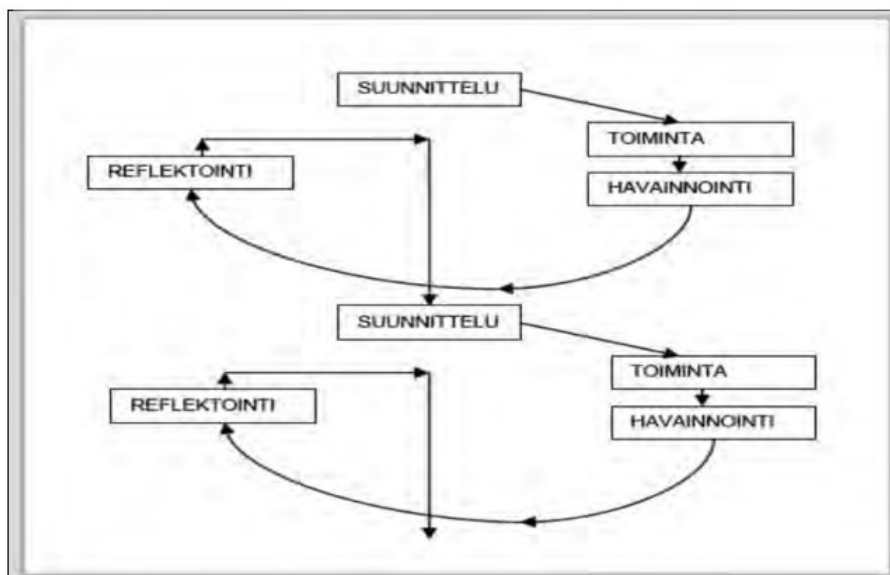 SUUNNITTELU
TOIMINTA
REFLEKTOINTI
HAVAINNOINTI
SUUNNITTELU
TOIMINTA
REFLEKTOINTI
HAVAINNOINTI